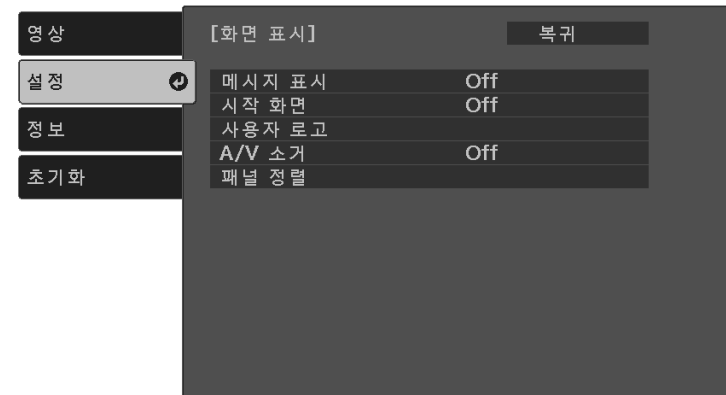 영상
설정
정보
초기화
[화면 표시] 복귀
메시지 표시 Off
시작 화면 Off
사용자 로고
A/V 소거 Off
패널 정렬